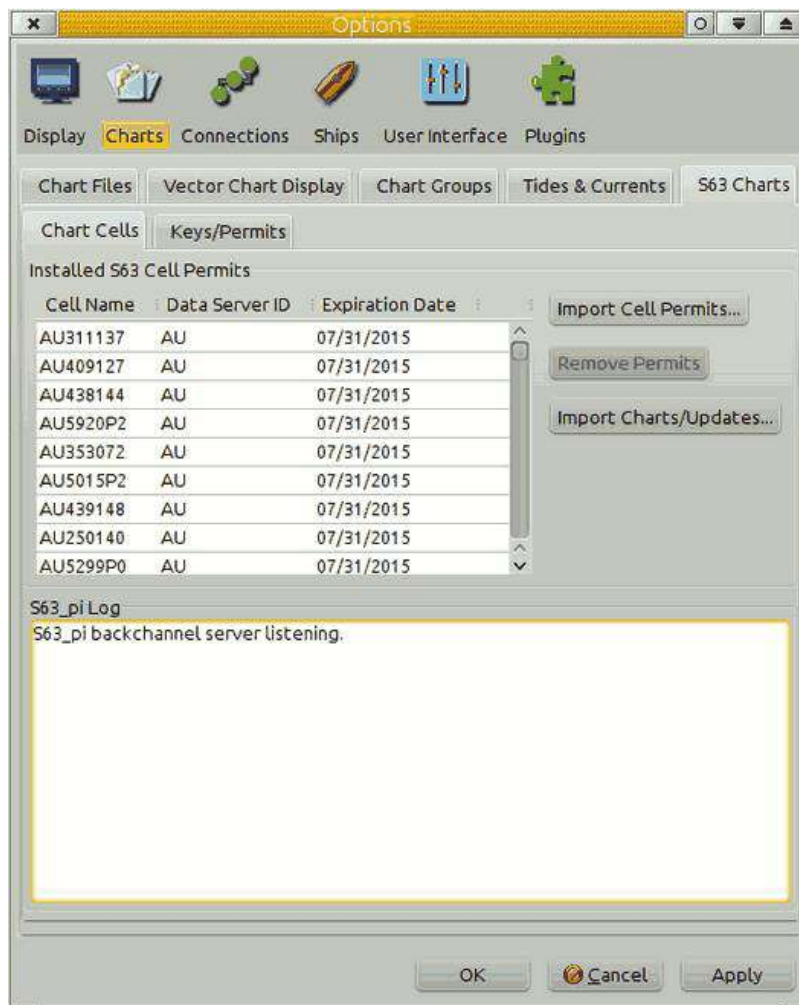 Options
Display Charts Connections Ships User Interface Plugins
Chart Files Vector Chart Display Chart Groups Tides & Currents S63 Charts
Chart Cells Keys/Permits
Installed S63 Cell Permits
Cell Name Data Server ID Expiration Date
AU311137 AU 07/31/2015
AU409127 AU 07/31/2015
AU438144 AU 07/31/2015
AU5920P2 AU 07/31/2015
AU353072 AU 07/31/2015
AU5015P2 AU 07/31/2015
AU439148 AU 07/31/2015
AU250140 AU 07/31/2015
AU5299P0 AU 07/31/2015
Import Cell Permits...
Remove Permits
Import Charts/Updates...
S63_pi Log
S63_pi backchannel server listening.
OK Cancel Apply